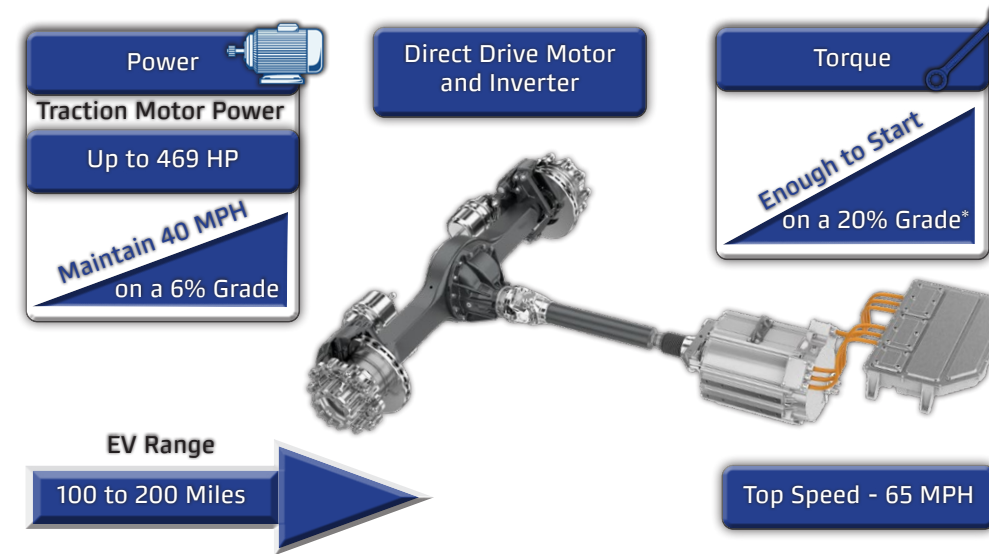 Power
Traction Motor Power
Up to 469 HP
Maintain 40 MPH
on a 6% Grade
Direct Drive Motor
and Inverter
Torque
Enough to Start
on a 20% Grade*
EV Range
100 to 200 Miles
Top Speed - 65 MPH